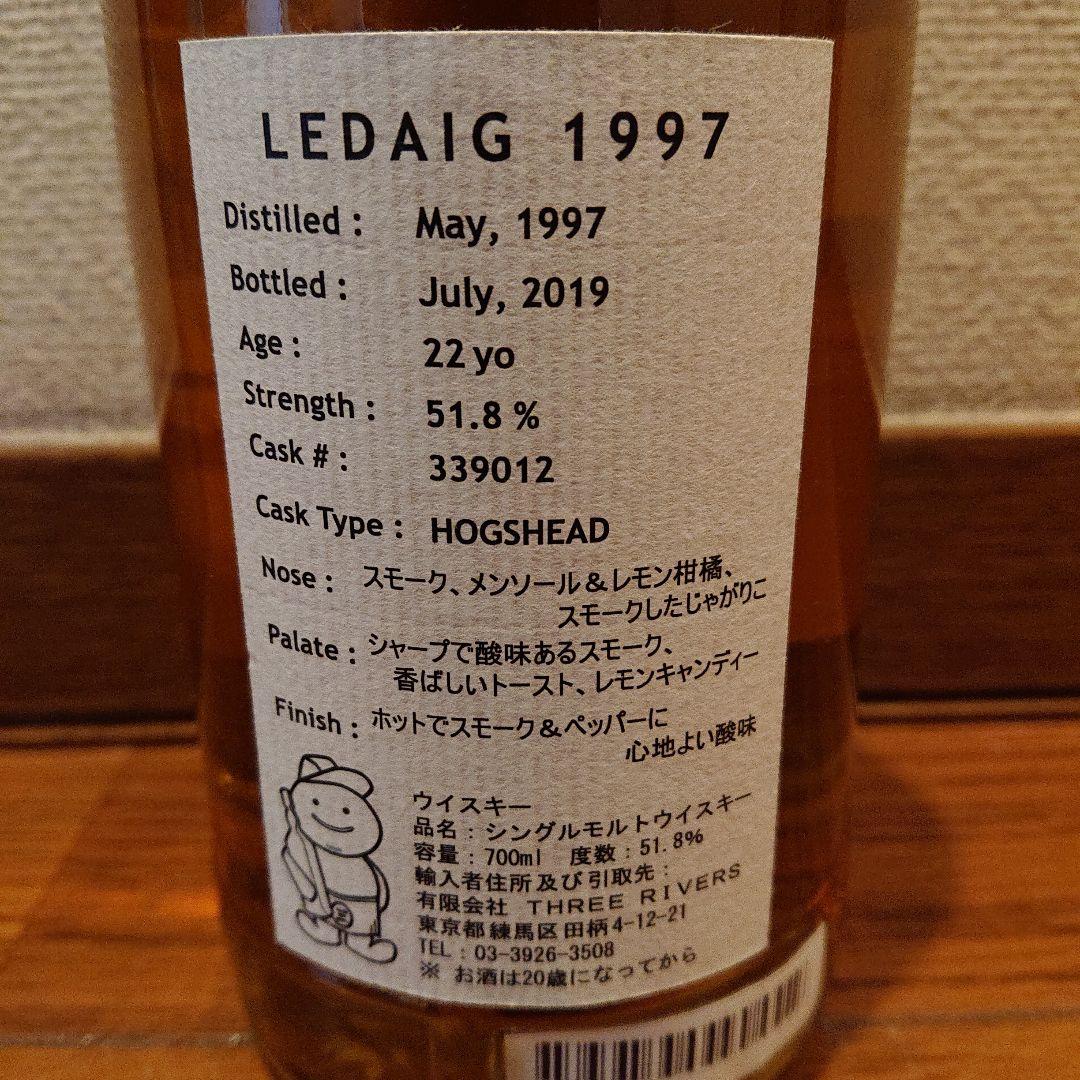 LEDAIG 1997
Distilled : May, 1997
Bottled : July, 2019
Age : 22 yo
Strength : 51.8 %
Cask # : 339012
Cask Type : HOGSHEAD
Nose : スモーク、メンソール＆レモン柑橘、
スモークしたじゃがりこ
Palate : シャープで酸味あるスモーク、
香ばしいトースト、レモンキャンディー
Finish : ホットでスモーク＆ペッパーに
心地よい酸味
ウイスキー
品名：シングルモルトウイスキー
容量：700ml 度数：51.8%
輸入者住所及び引取先：
有限会社 THREE RIVERS
東京都練馬区田柄4-12-21
TEL：03-3926-3508
※ お酒は20歳になってから